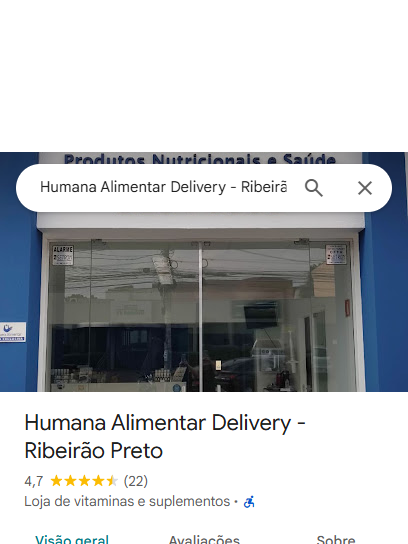 Produtos Nutricionais e Saúde
Humana Alimentar Delivery - Ribeirã
ALARME
Humana Alimentar Delivery -
Ribeirão Preto
4,7 (22)
Loja de vitaminas e suplementos ·
Visão geral Avaliações Sobre